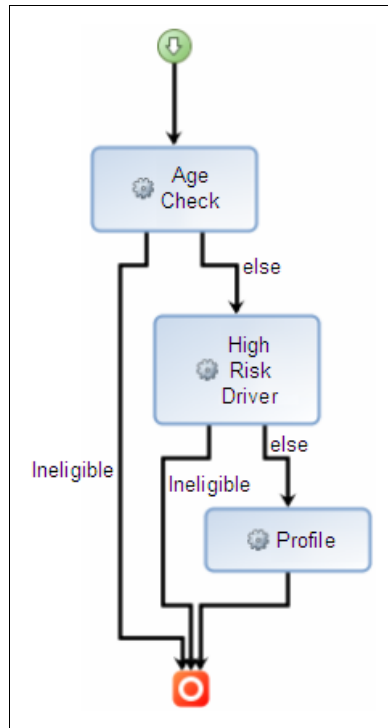 Age
Check
else
High
Risk
Driver
else
Ineligible
Ineligible
Profile